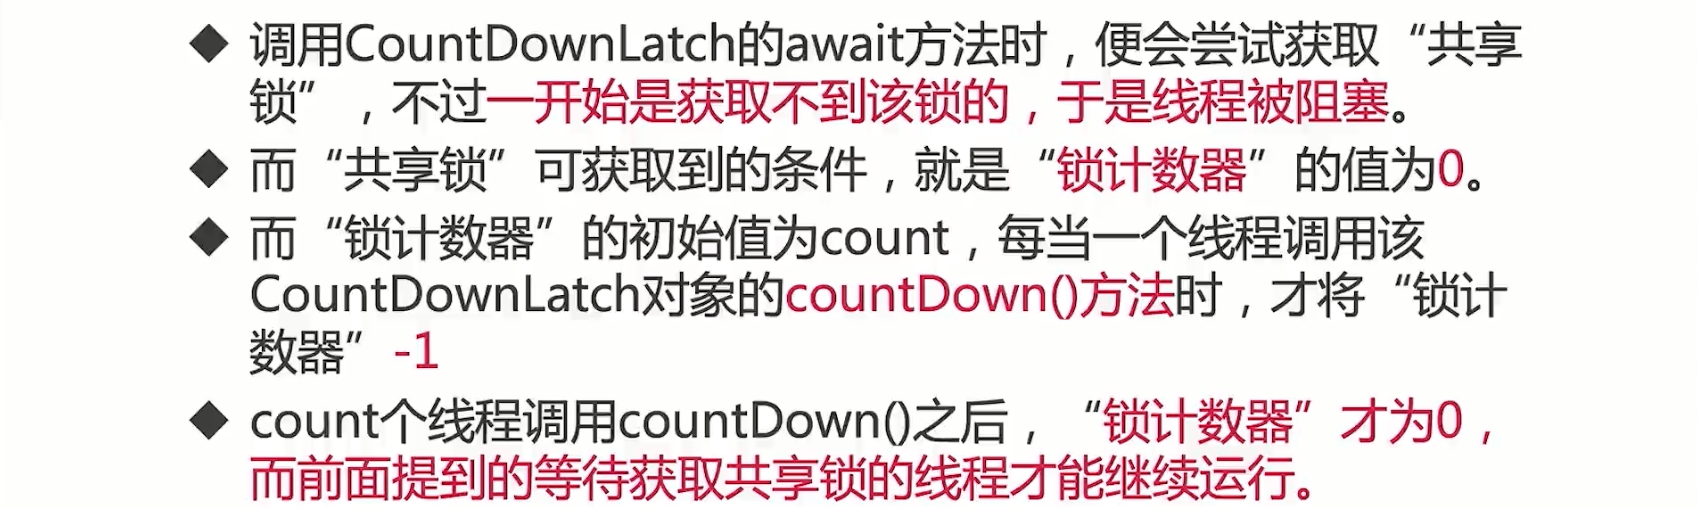 ◆ 调用CountDownLatch的await方法时，便会尝试获取“共享
锁”，不过一开始是获取不到该锁的，于是线程被阻塞。
◆ 而“共享锁”可获取到的条件，就是“锁计数器”的值为0。
◆ 而“锁计数器”的初始值为count，每当一个线程调用该
CountDownLatch对象的countDown()方法时，才将“锁计
数器”-1
◆ count个线程调用countDown()之后，“锁计数器”才为0，
而前面提到的等待获取共享锁的线程才能继续运行。